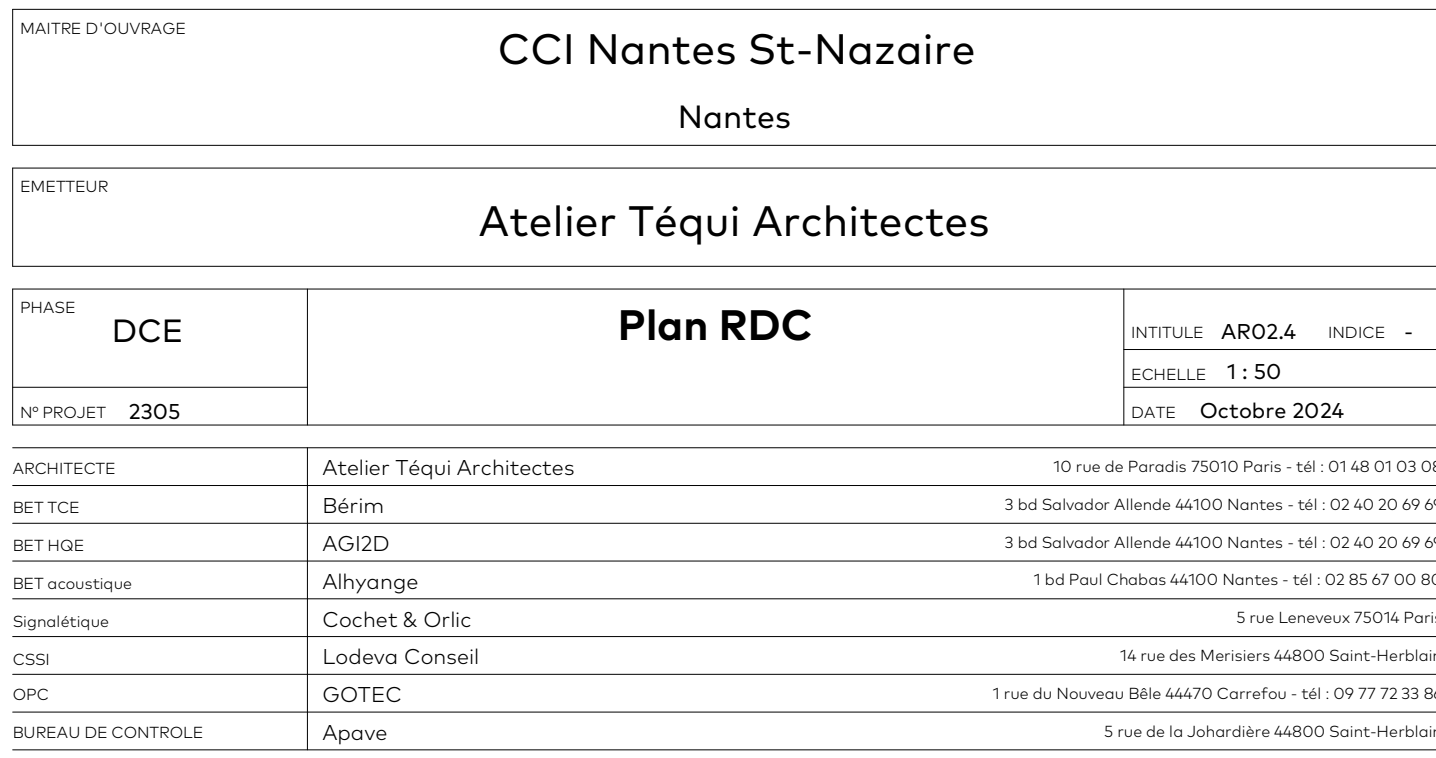 MAITRE D'OUVRAGE
CCI Nantes St-Nazaire
Nantes
EMETTEUR
Atelier Téqui Architectes
PHASE
DCE
Plan RDC
INTITULE AR02.4 INDICE -
ECHELLE 1 : 50
N° PROJET 2305
DATE Octobre 2024
ARCHITECTE Atelier Téqui Architectes 10 rue de Paradis 75010 Paris - tél : 01 48 01 03 08
BET TCE Bérim 3 bd Salvador Allende 44100 Nantes - tél : 02 40 20 69 69
BET HQE AGI2D 3 bd Salvador Allende 44100 Nantes - tél : 02 40 20 69 69
BET acoustique Alhyange 1 bd Paul Chabas 44100 Nantes - tél : 02 85 67 00 80
Signalétique Cochet & Orlic 5 rue Leneveux 75014 Paris
CSSI Lodeva Conseil 14 rue des Merisiers 44800 Saint-Herblain
OPC GOTEC 1 rue du Nouveau Bêle 44470 Carrefou - tél : 09 77 72 33 86
BUREAU DE CONTROLE Apave 5 rue de la Johardière 44800 Saint-Herblain